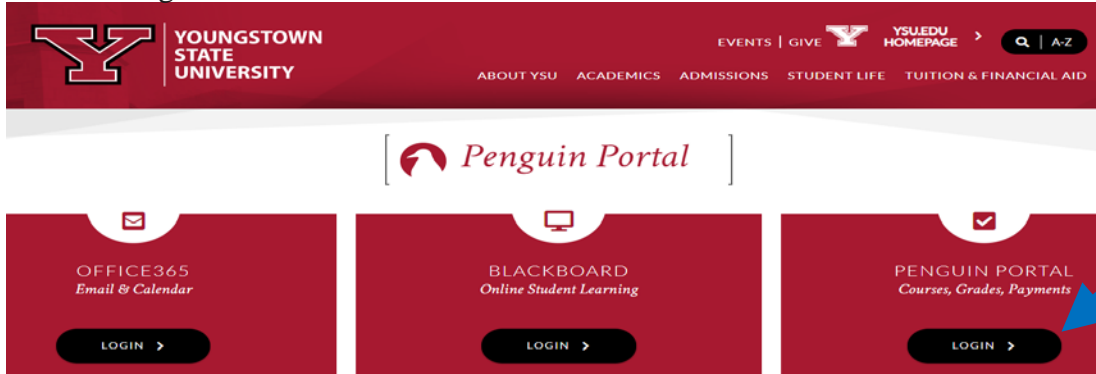 YOUNGSTOWN
STATE
UNIVERSITY
EVENTS | GIVE Y YSU.EDU HOMEPAGE > | A-Z
ABOUT YSU ACADEMICS ADMISSIONS STUDENT LIFE TUITION & FINANCIAL AID
Penguin Portal
OFFICE365
Email & Calendar
LOGIN >
BLACKBOARD
Online Student Learning
LOGIN >
PENGUIN PORTAL
Courses, Grades, Payments
LOGIN >